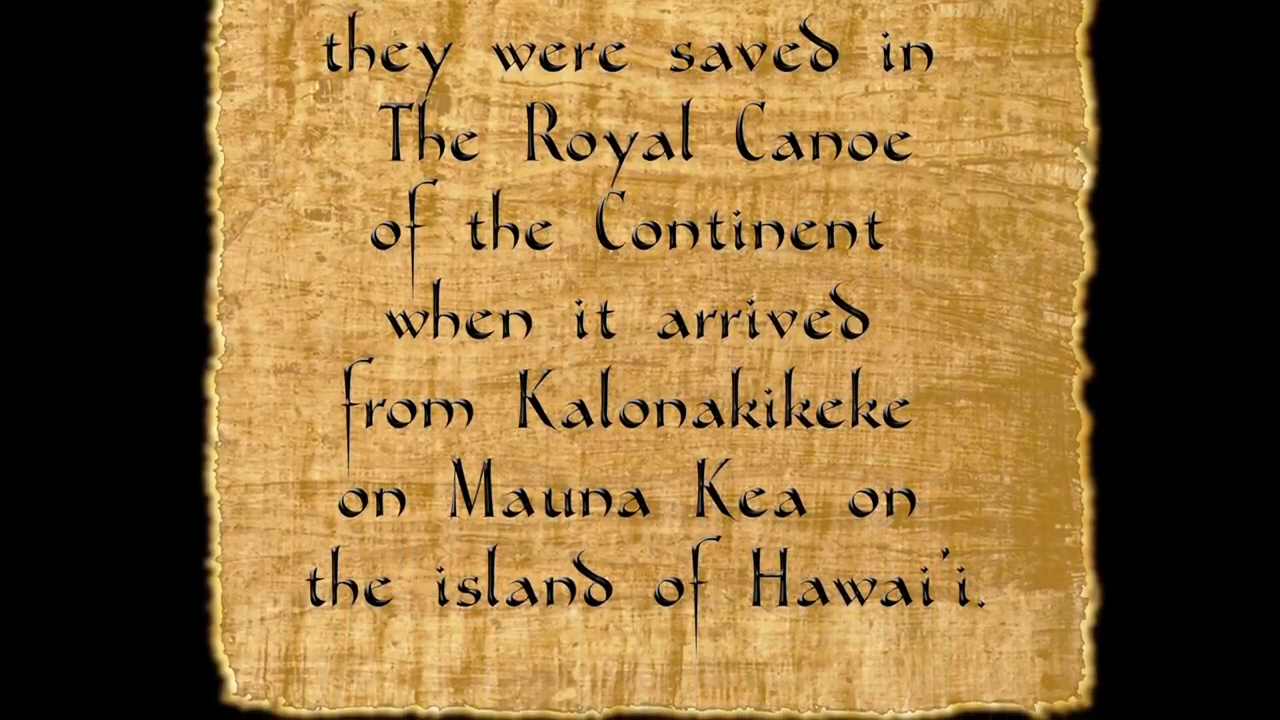 they were saved in
The Royal Canoe
of the Continent
when it arrived
from Kalonakikeke
on Mauna Kea on
the island of Hawai'i.